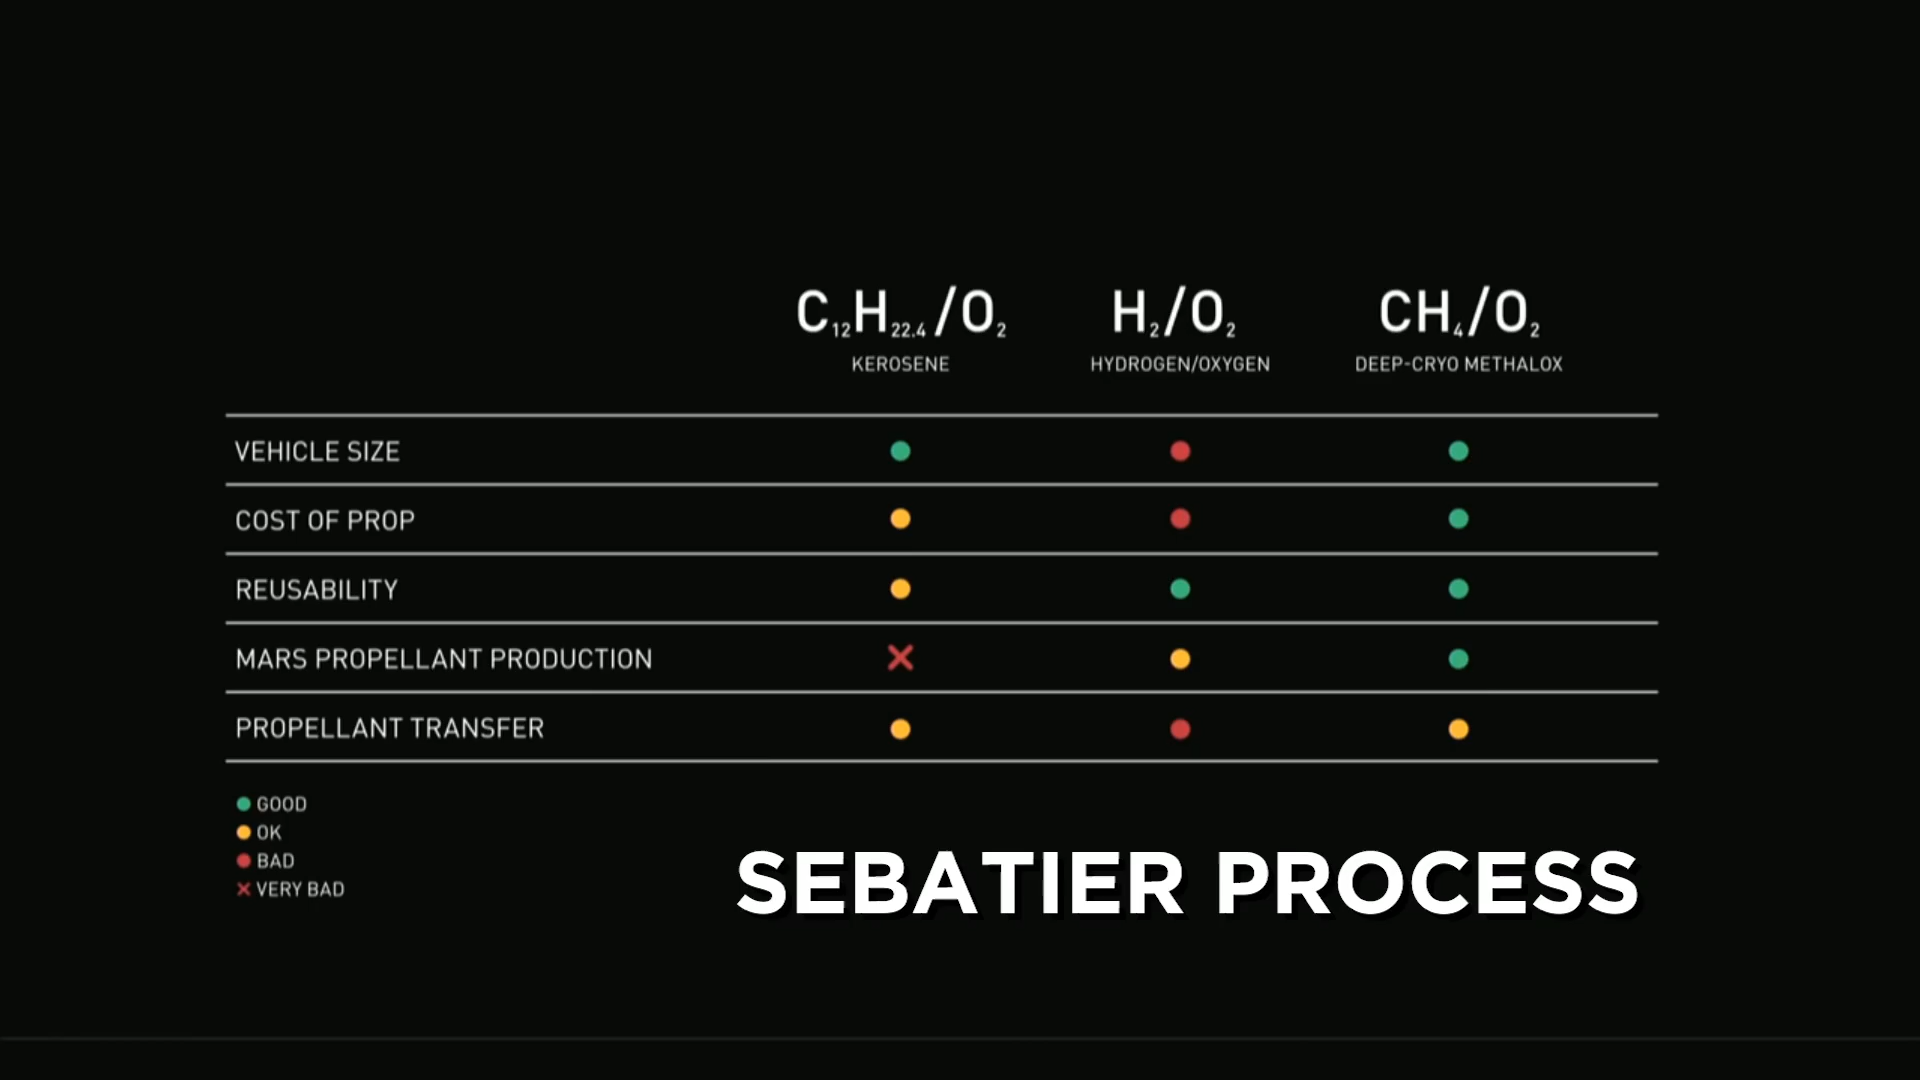 C₁₂H₂₂.₄/O₂ H₂/O₂ CH₄/O₂
KEROSENE HYDROGEN/OXYGEN DEEP-CRYO METHALOX
VEHICLE SIZE
COST OF PROP
REUSABILITY
MARS PROPELLANT PRODUCTION
PROPELLANT TRANSFER
GOOD
OK
BAD
VERY BAD
SEBATIER PROCESS